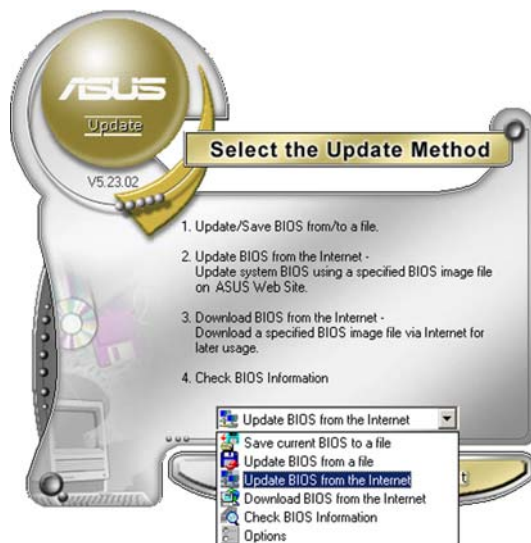 ASUS
Update
V5.23.02
Select the Update Method
1. Update/Save BIOS from/to a file.
2. Update BIOS from the Internet -
Update system BIOS using a specified BIOS image file
on ASUS Web Site.
3. Download BIOS from the Internet -
Download a specified BIOS image file via Internet for
later usage.
4. Check BIOS Information
Update BIOS from the Internet
Save current BIOS to a file
Update BIOS from a file
Update BIOS from the Internet
Download BIOS from the Internet
Check BIOS Information
Options